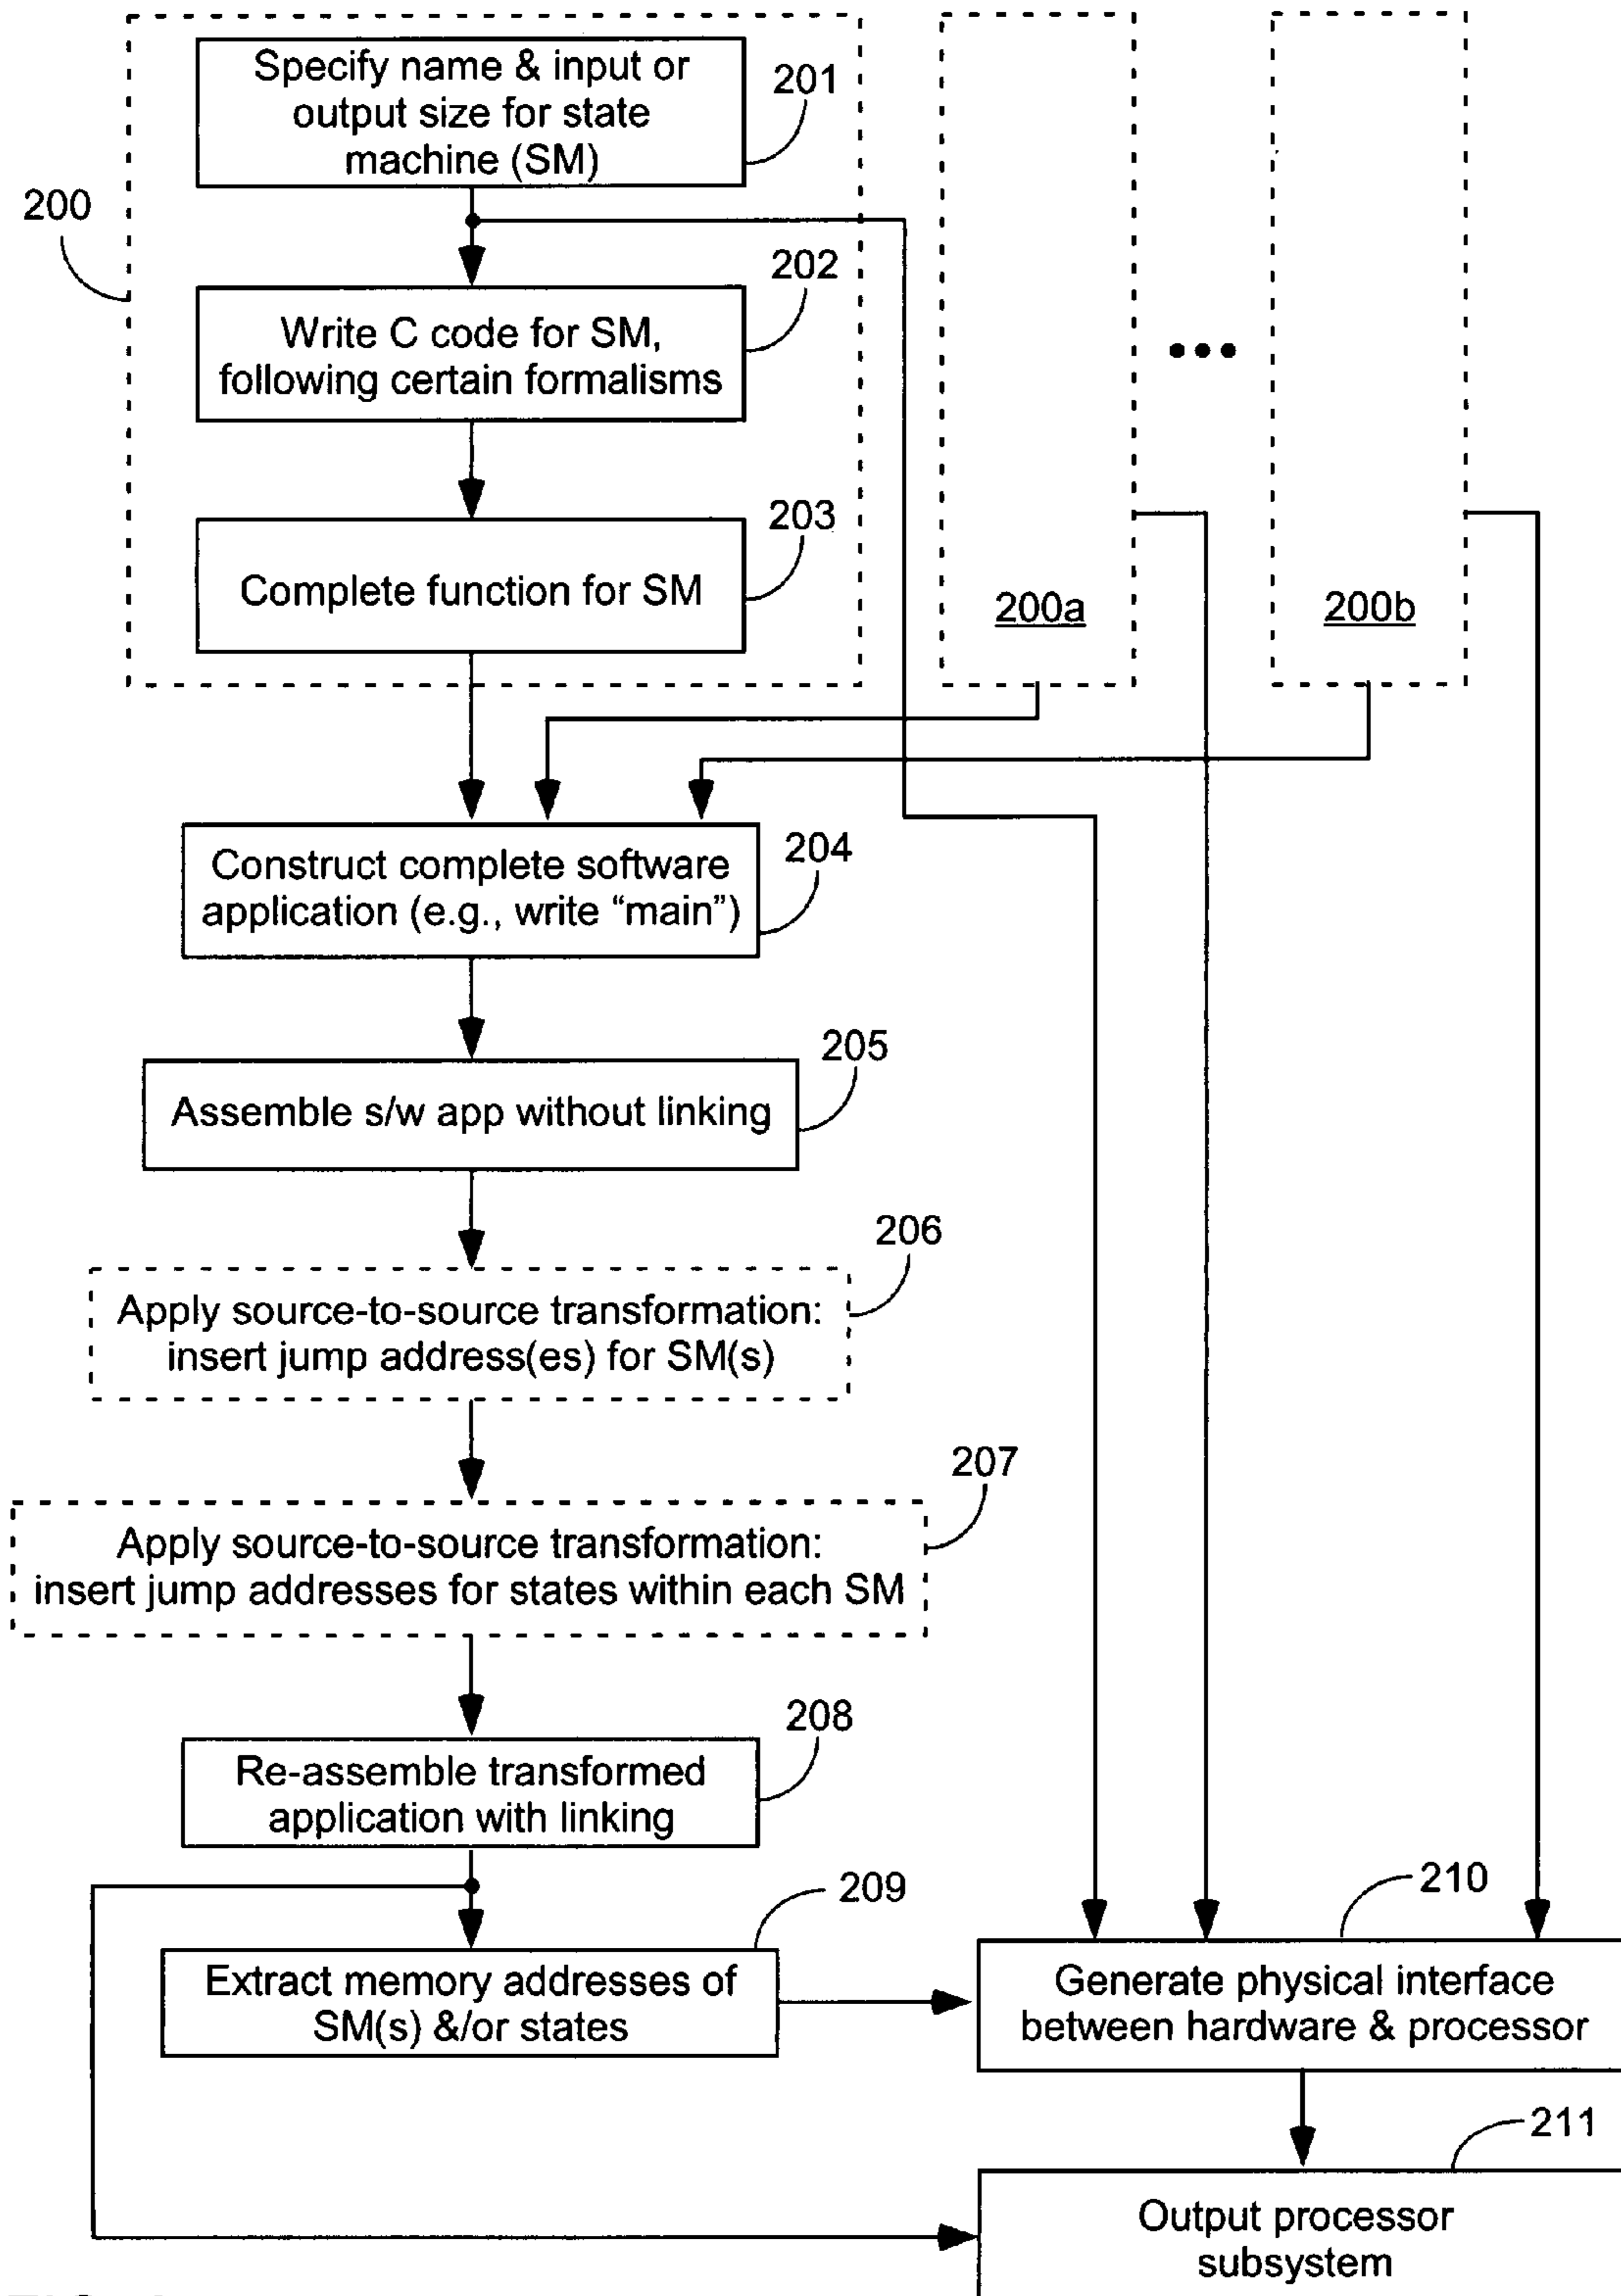 Specify name & input or
output size for state
machine (SM)
201
200
202
Write C code for SM,
following certain formalisms
•••
203
Complete function for SM
200a
200b
204
Construct complete software
application (e.g., write “main”)
205
Assemble s/w app without linking
206
Apply source-to-source transformation:
insert jump address(es) for SM(s)
207
Apply source-to-source transformation:
insert jump addresses for states within each SM
208
Re-assemble transformed
application with linking
209
210
Extract memory addresses of
SM(s) &/or states
Generate physical interface
between hardware & processor
211
Output processor
subsystem